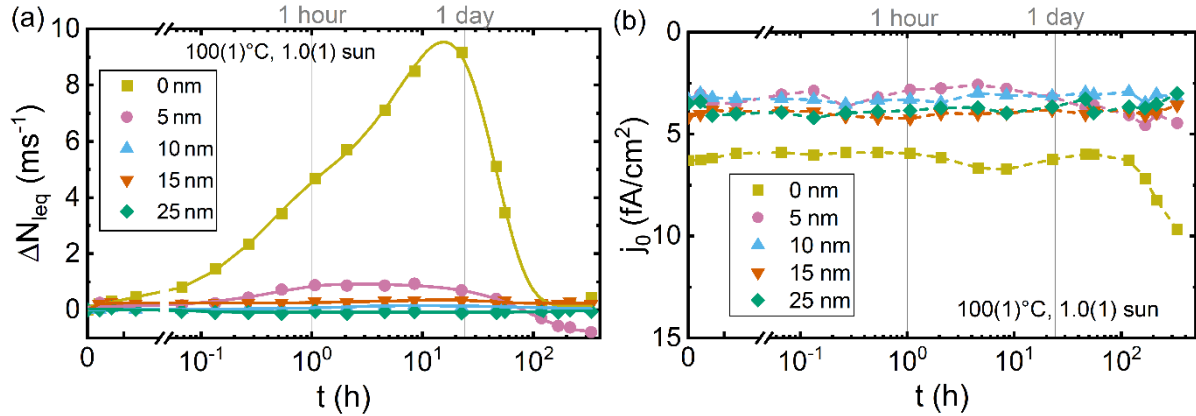 (a)
1 hour
1 day
100(1)°C, 1.0(1) sun
0 nm
5 nm
10 nm
15 nm
25 nm
ΔN_leq (ms⁻¹)
10
8
6
4
2
0
0
10⁻¹
10⁰
10¹
10²
t (h)
(b)
1 hour
1 day
j₀ (fA/cm²)
0
5
10
15
0 nm
5 nm
10 nm
15 nm
25 nm
100(1)°C, 1.0(1) sun
0
10⁻¹
10⁰
10¹
10²
t (h)